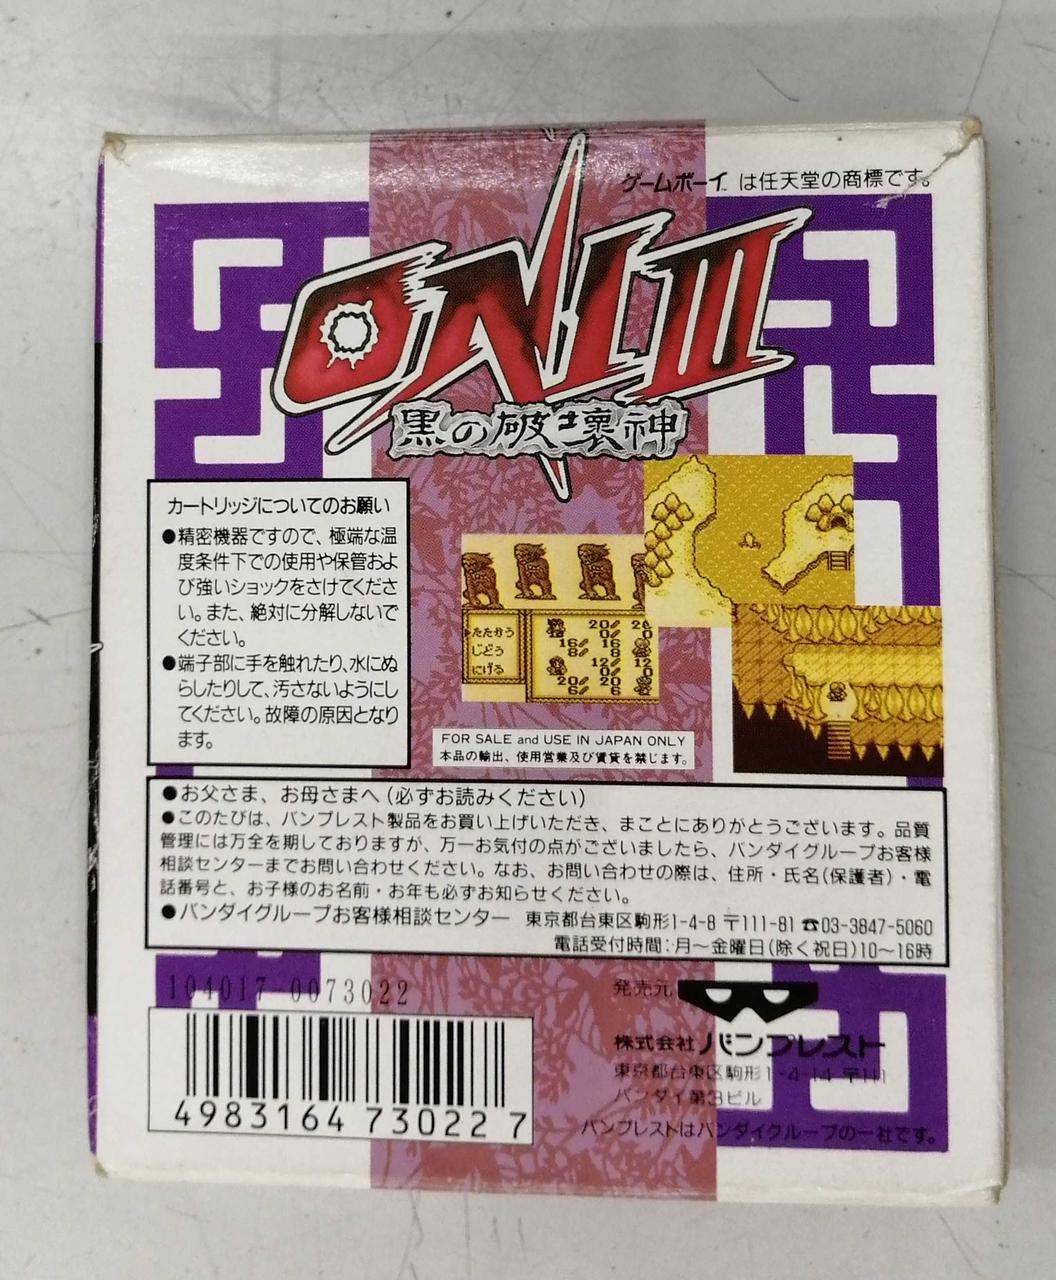 ゲームボーイ は任天堂の商標です。
ONI III
黒の破壊神
カートリッジについてのお願い
●精密機器ですので、極端な温
度条件下での使用や保管およ
び強いショックをさけてくださ
い。また、絶対に分解しないで
ください。
●端子部に手を触れたり、水にぬ
らしたりして、汚さないようにし
てください。故障の原因となり
ます。
たたかう
じどう
にげる
20/ 20
0/ 0
16/ 16
8/ 8
12/ 12
0/ 0
20/ 20
6/ 6
FOR SALE and USE IN JAPAN ONLY
本品の輸出、使用営業及び賃貸を禁じます。
●お父さま、お母さまへ(必ずお読みください)
●このたびは、バンプレスト製品をお買い上げいただき、まことにありがとうございます。品質
管理には万全を期しておりますが、万一お気付の点がございましたら、バンダイグループお客様
相談センターまでお問い合わせください。なお、お問い合わせの際は、住所・氏名(保護者)・電
話番号と、お子様のお名前・お年も必ずお知らせください。
●バンダイグループお客様相談センター 東京都台東区駒形1-4-8 〒111-81 ☎03-3847-5060
電話受付時間:月〜金曜日(除く祝日)10〜16時
104017-0073022
4983164 73022 7
発売元
株式会社バンプレスト
東京都台東区駒形1-4-14 〒111
バンダイ第3ビル
バンプレストはバンダイグループの一社です。